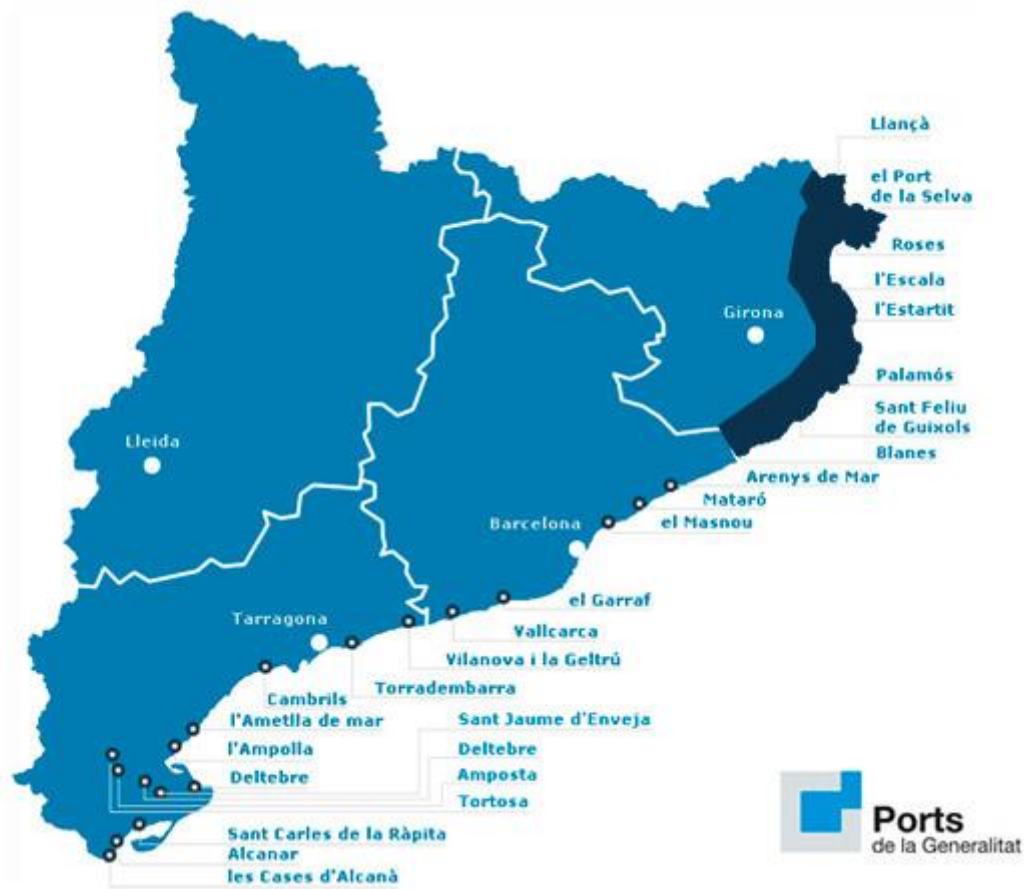 Llançà
el Port
de la Selva
Roses
l'Escala
l'Estartit
Girona
Palamós
Sant Feliu
de Guixols
Lleida
Blanes
Arenys de Mar
Mataró
Barcelona
el Masnou
el Garraf
Tarragona
Vallcarca
Vilanova i la Geltrú
Torradembarra
Cambrils
l'Ametlla de mar
Sant Jaume d'Enveja
l'Ampolla
Deltebre
Deltebre
Amposta
Tortosa
Sant Carles de la Ràpita
Alcanar
les Cases d'Alcanà
Ports
de la Generalitat